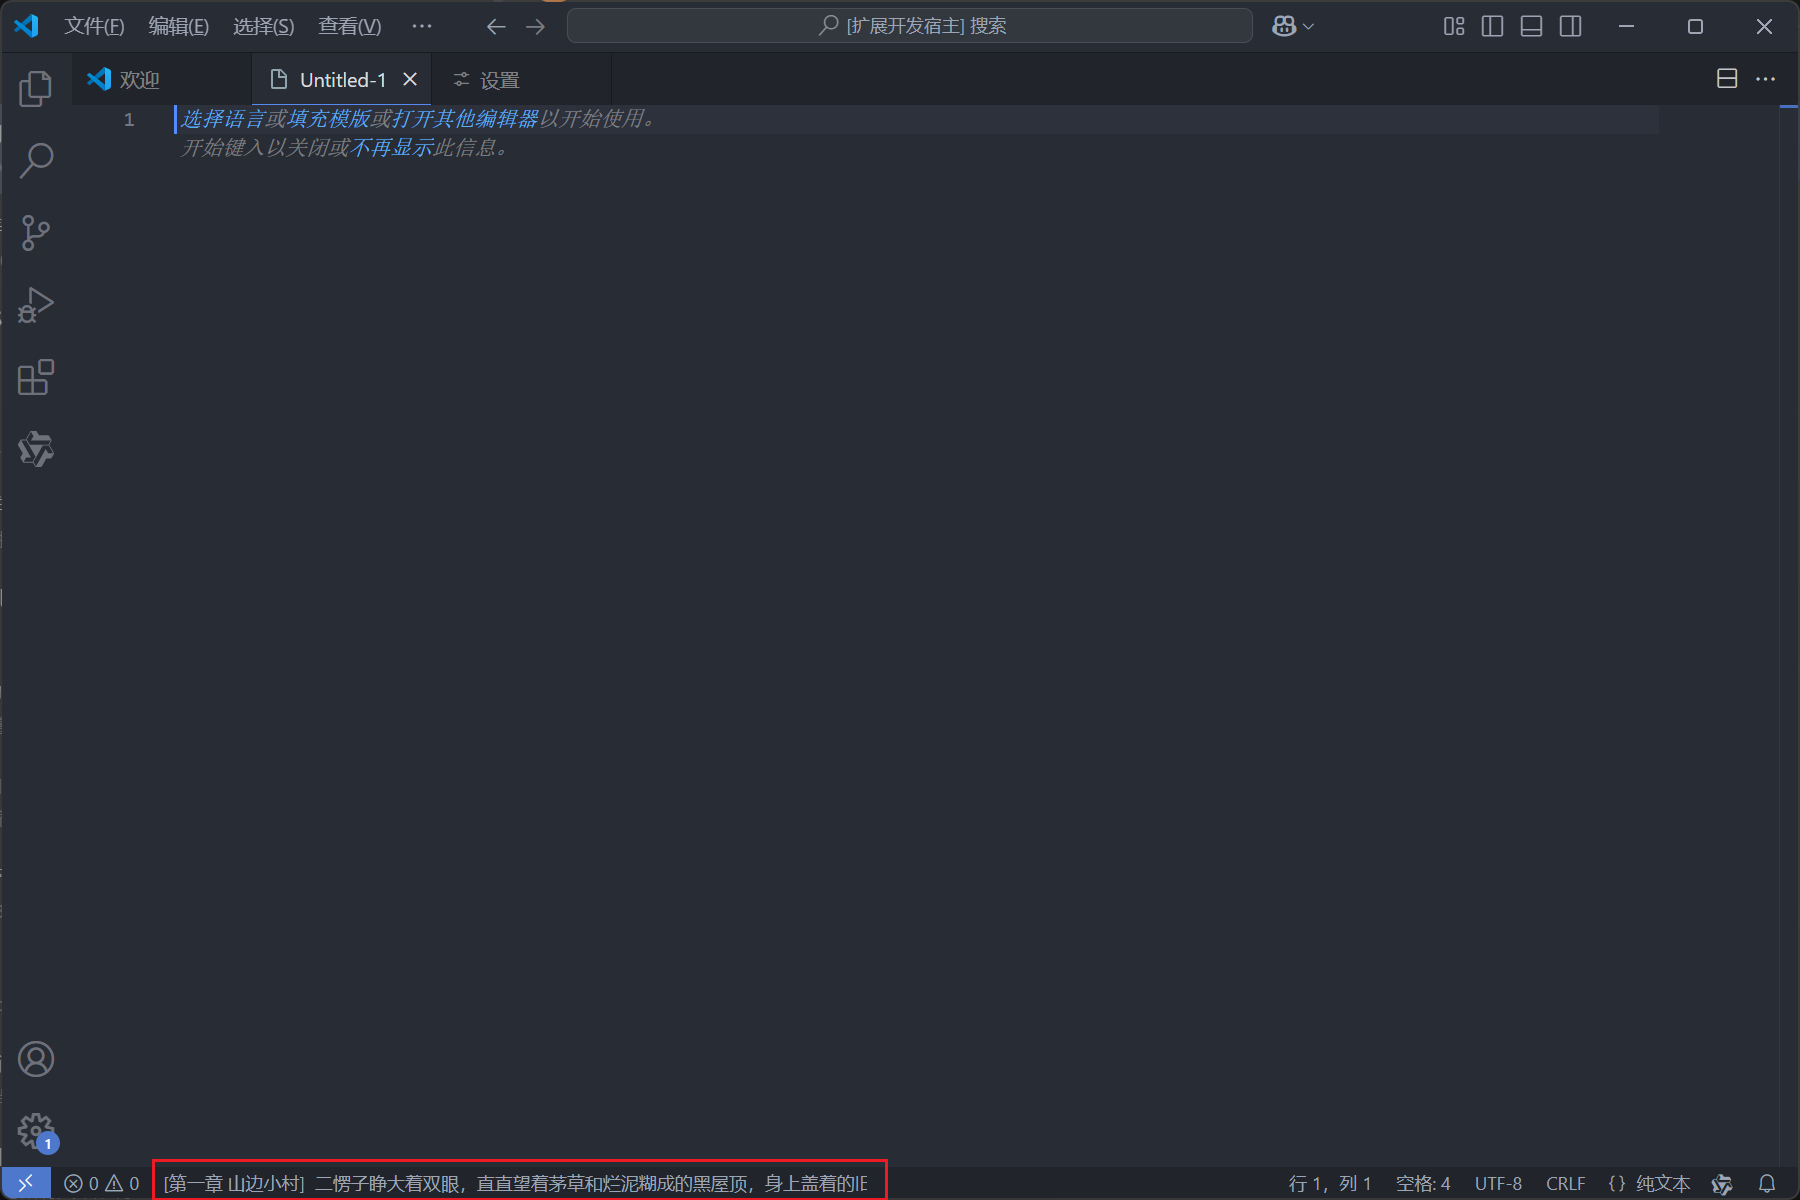 文件(F) 编辑(E) 选择(S) 查看(V) ··· [扩展开发宿主] 搜索
欢迎 Untitled-1 设置
1 选择语言或填充模版或打开其他编辑器以开始使用。
开始键入以关闭或不再显示此信息。
1
0 0 [第一章 山边小村] 二愣子睁大着双眼，直直望着茅草和烂泥糊成的黑屋顶，身上盖着的 行 1，列 1 空格: 4 UTF-8 CRLF {} 纯文本